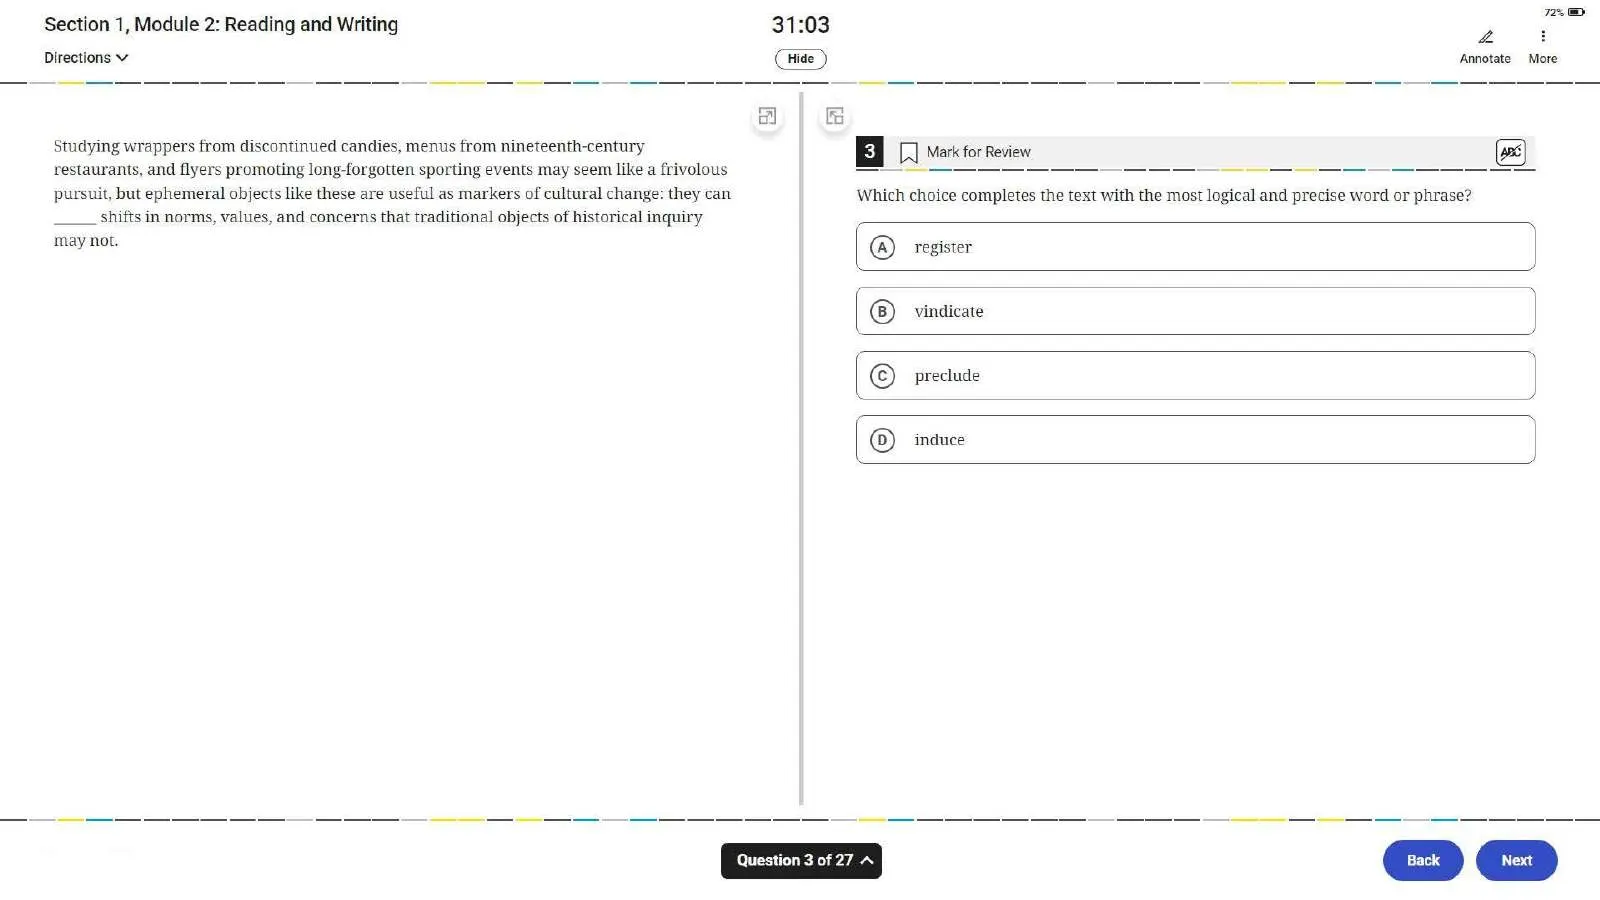 Section 1, Module 2: Reading and Writing
Directions
31:03
Hide
72%
Annotate
More
Studying wrappers from discontinued candies, menus from nineteenth-century
restaurants, and flyers promoting long-forgotten sporting events may seem like a frivolous
pursuit, but ephemeral objects like these are useful as markers of cultural change: they can
______ shifts in norms, values, and concerns that traditional objects of historical inquiry
may not.
3
Mark for Review
ABC
Which choice completes the text with the most logical and precise word or phrase?
A register
B vindicate
C preclude
D induce
Question 3 of 27
Back
Next